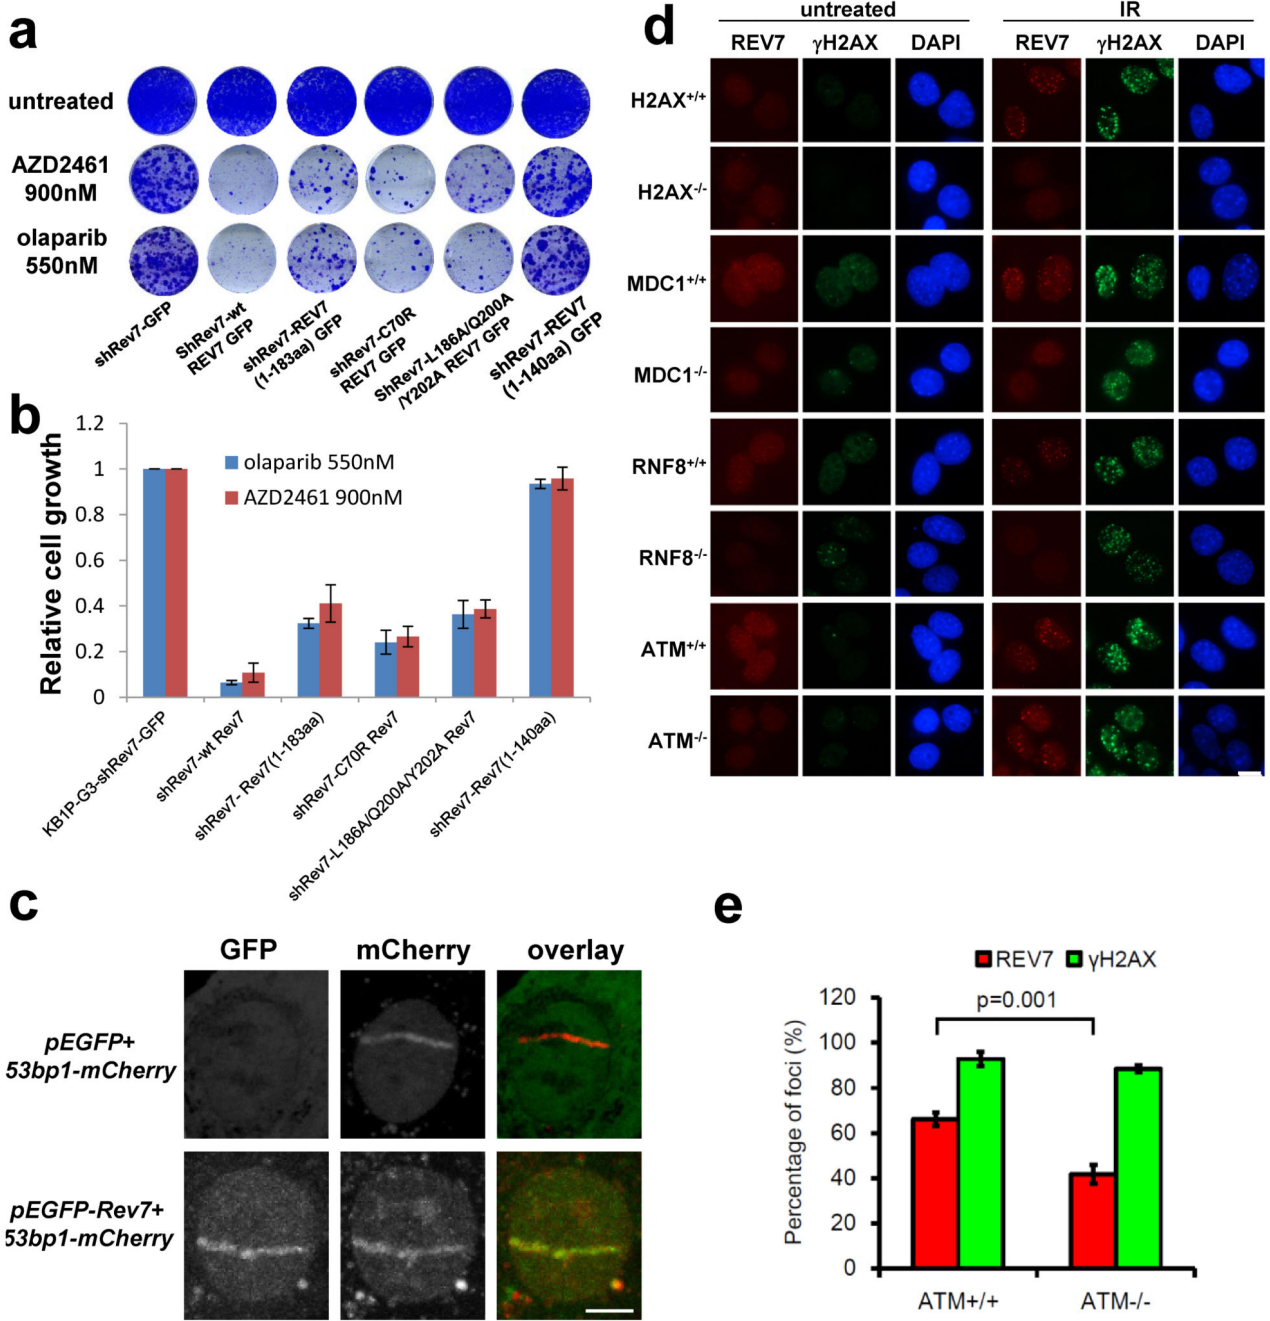 a
untreated
AZD2461
900nM
olaparib
550nM
shRev7-GFP
ShRev7-wt
REV7 GFP
shRev7-REV7
(1-183aa) GFP
shRev7-C70R
REV7 GFP
ShRev7-L186A/Q200A
/Y202A REV7 GFP
shRev7-REV7
(1-140aa) GFP
b
Relative cell growth
1.2
1
0.8
0.6
0.4
0.2
0
olaparib 550nM
AZD2461 900nM
KB1P-G3-shRev7-GFP
shRev7-wt Rev7
shRev7- Rev7(1-183aa)
shRev7-C70R Rev7
shRev7-L186A/Q200A/Y202A Rev7
shRev7-Rev7(1-140aa)
c
GFP mCherry overlay
pEGFP+
53bp1-mCherry
pEGFP-Rev7+
53bp1-mCherry
d
untreated IR
REV7 γH2AX DAPI REV7 γH2AX DAPI
H2AX+/+
H2AX-/-
MDC1+/+
MDC1-/-
RNF8+/+
RNF8-/-
ATM+/+
ATM-/-
e
REV7 γH2AX
p=0.001
Percentage of foci (%)
120
100
80
60
40
20
0
ATM+/+ ATM-/-